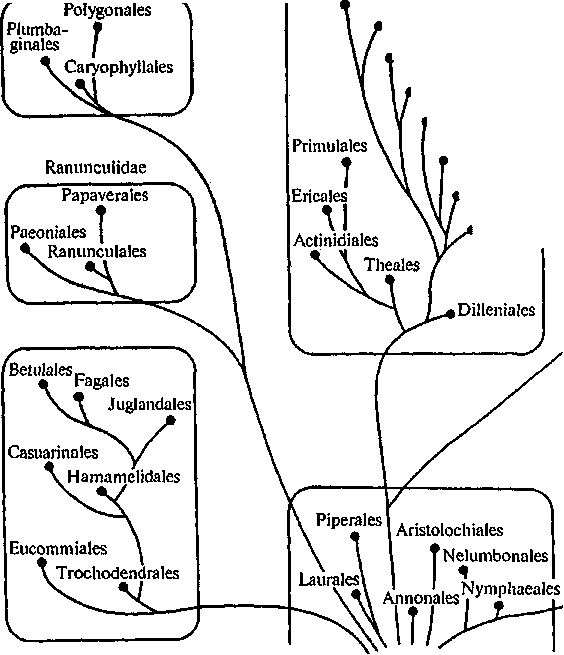 Polygonales
Plumba-
ginales
Caryophyllales
Ranunculidae
Papaverales
Paeoniales
Ranunculales
Betulales
Fagales
Juglandales
Casuarinales
Hamamelidales
Eucommiales
Trochodendrales
Primulales
Ericales
Actinidiales
Theales
Dilleniales
Piperales
Aristolochiales
Nelumbonales
Laurales
Annonales
Nymphaeales